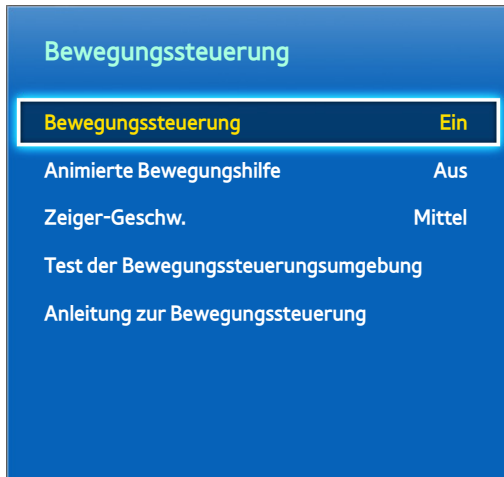 Bewegungssteuerung
Bewegungssteuerung Ein
Animierte Bewegungshilfe Aus
Zeiger-Geschw. Mittel
Test der Bewegungssteuerungsumgebung
Anleitung zur Bewegungssteuerung